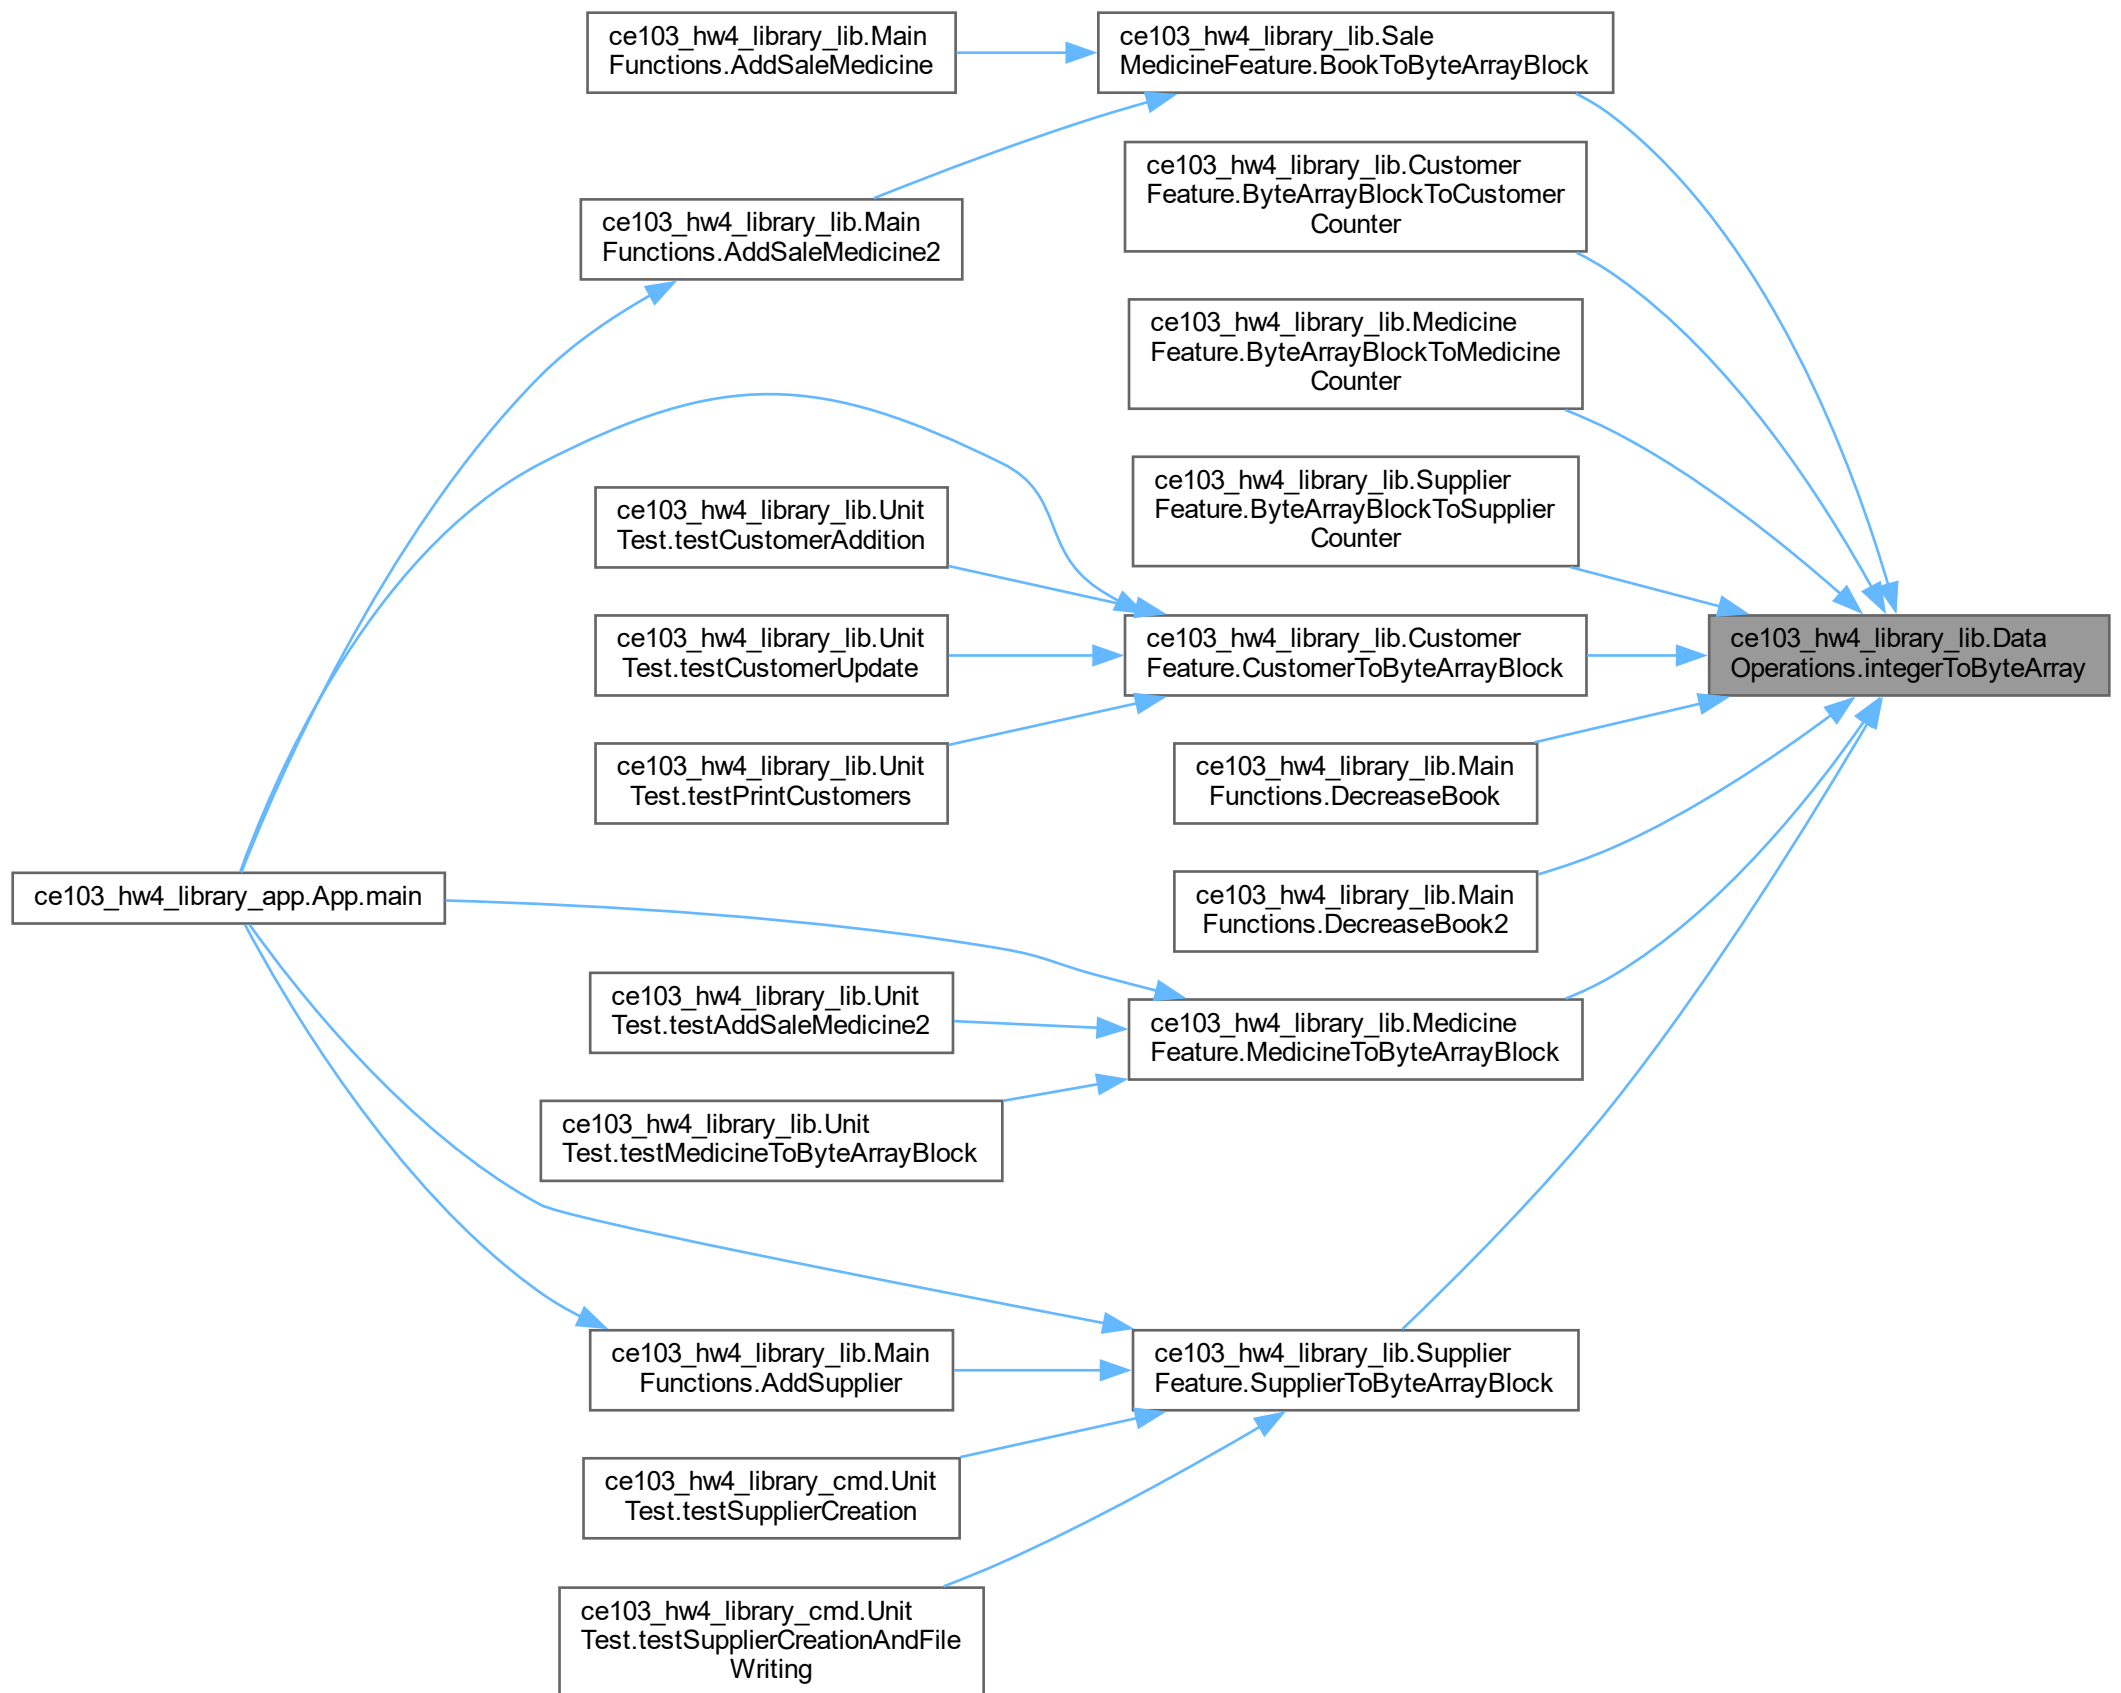 ce103_hw4_library_lib.Main
Functions.AddSaleMedicine
ce103_hw4_library_lib.Sale
MedicineFeature.BookToByteArrayBlock
ce103_hw4_library_lib.Customer
Feature.ByteArrayBlockToCustomer
Counter
ce103_hw4_library_lib.Main
Functions.AddSaleMedicine2
ce103_hw4_library_lib.Medicine
Feature.ByteArrayBlockToMedicine
Counter
ce103_hw4_library_lib.Supplier
Feature.ByteArrayBlockToSupplier
Counter
ce103_hw4_library_lib.Unit
Test.testCustomerAddition
ce103_hw4_library_lib.Unit
Test.testCustomerUpdate
ce103_hw4_library_lib.Customer
Feature.CustomerToByteArrayBlock
ce103_hw4_library_lib.Data
Operations.integerToByteArray
ce103_hw4_library_lib.Unit
Test.testPrintCustomers
ce103_hw4_library_lib.Main
Functions.DecreaseBook
ce103_hw4_library_app.App.main
ce103_hw4_library_lib.Main
Functions.DecreaseBook2
ce103_hw4_library_lib.Unit
Test.testAddSaleMedicine2
ce103_hw4_library_lib.Medicine
Feature.MedicineToByteArrayBlock
ce103_hw4_library_lib.Unit
Test.testMedicineToByteArrayBlock
ce103_hw4_library_lib.Main
Functions.AddSupplier
ce103_hw4_library_lib.Supplier
Feature.SupplierToByteArrayBlock
ce103_hw4_library_cmd.Unit
Test.testSupplierCreation
ce103_hw4_library_cmd.Unit
Test.testSupplierCreationAndFile
Writing